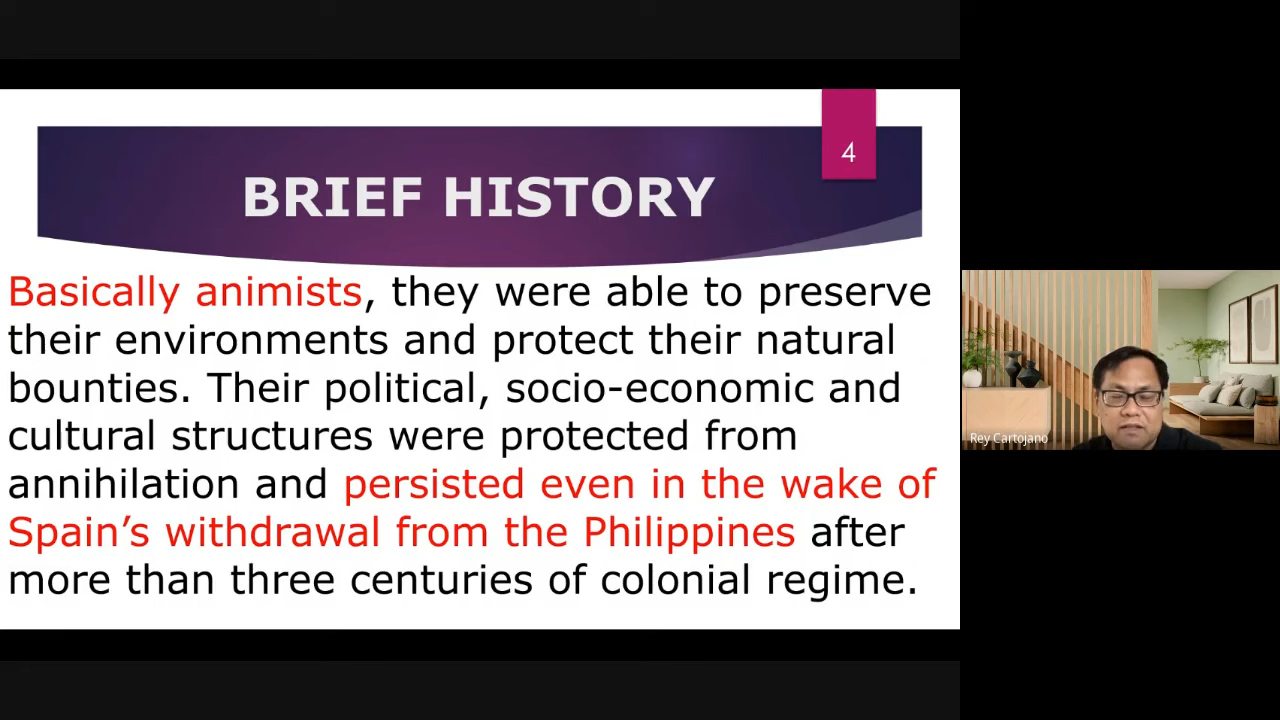 4
BRIEF HISTORY
Basically animists, they were able to preserve
their environments and protect their natural
bounties. Their political, socio-economic and
cultural structures were protected from
annihilation and persisted even in the wake of
Spain’s withdrawal from the Philippines after
more than three centuries of colonial regime.
Rey Cartojano